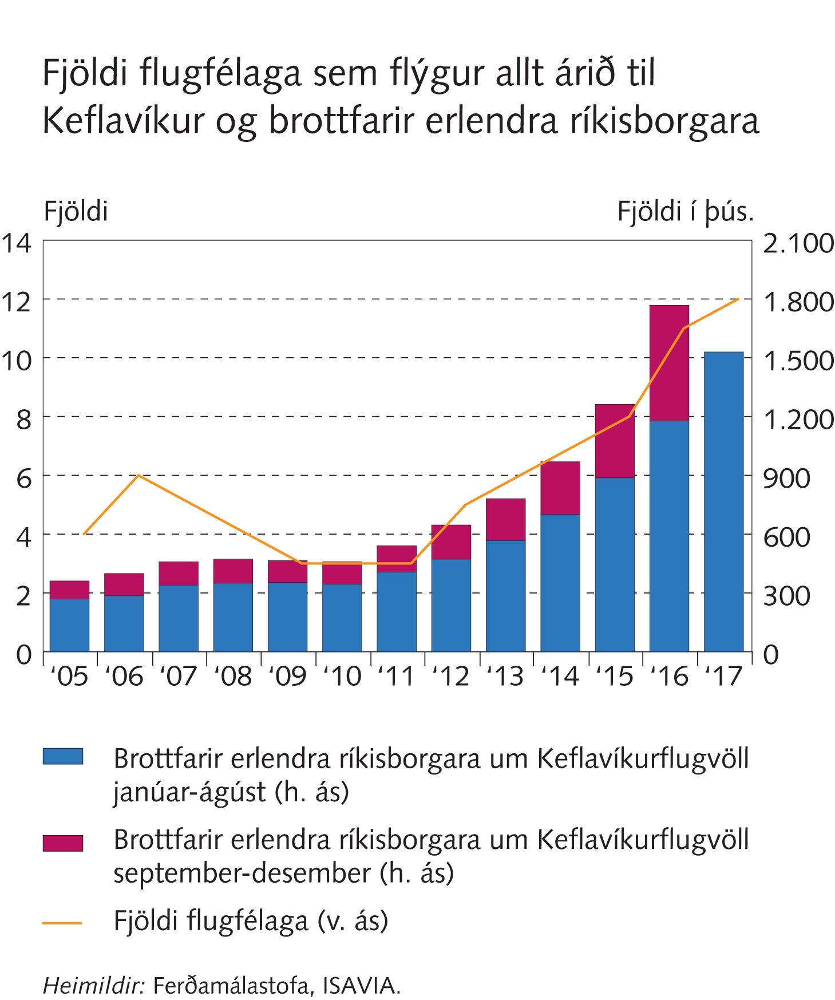 Fjöldi flugfélaga sem flýgur allt árið til
Keflavíkur og brottfarir erlendra ríkisborgara
Fjöldi
Fjöldi í þús.
14
12
10
8
6
4
2
0
2.100
1.800
1.500
1.200
900
600
300
0
‘05 ‘06 ‘07 ‘08 ‘09 ‘10 ‘11 ‘12 ‘13 ‘14 ‘15 ‘16 ‘17
Brottfarir erlendra ríkisborgara um Keflavíkurflugvöll
janúar-ágúst (h. ás)
Brottfarir erlendra ríkisborgara um Keflavíkurflugvöll
september-desember (h. ás)
Fjöldi flugfélaga (v. ás)
Heimildir: Ferðamálastofa, ISAVIA.